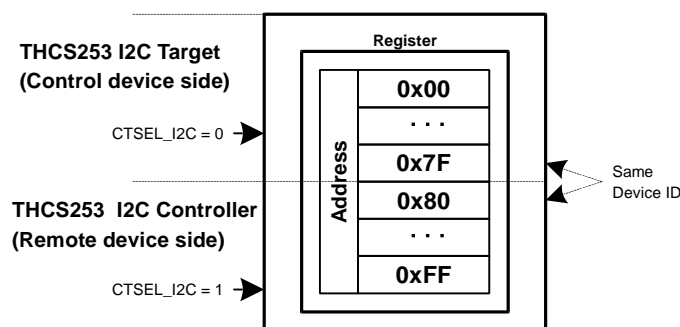 THCS253 I2C Target
(Control device side)
CTSEL_I2C = 0
THCS253  I2C Controller
(Remote device side)
CTSEL_I2C = 1
Register
Address
0x00
. . .
0x7F
0x80
. . .
0xFF
Same
Device ID